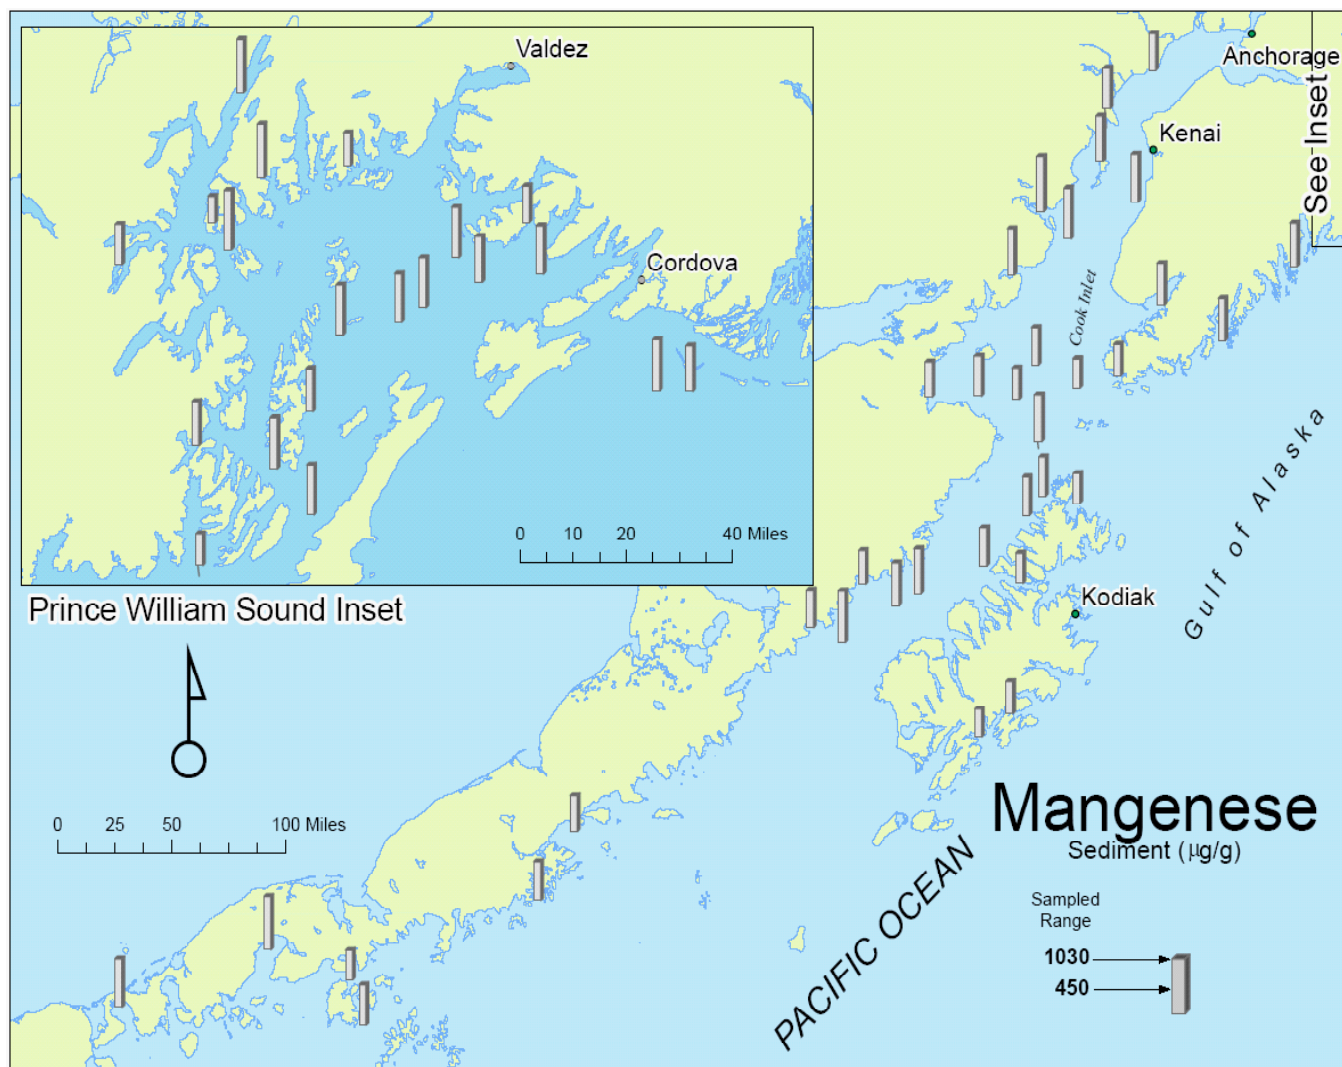 Valdez
Anchorage
Kenai
See Inset
Cordova
Cook Inlet
0 10 20 40 Miles
Gulf of Alaska
Prince William Sound Inset
Kodiak
0 25 50 100 Miles
Mangenese
Sediment (µg/g)
PACIFIC OCEAN
Sampled
Range
1030
450